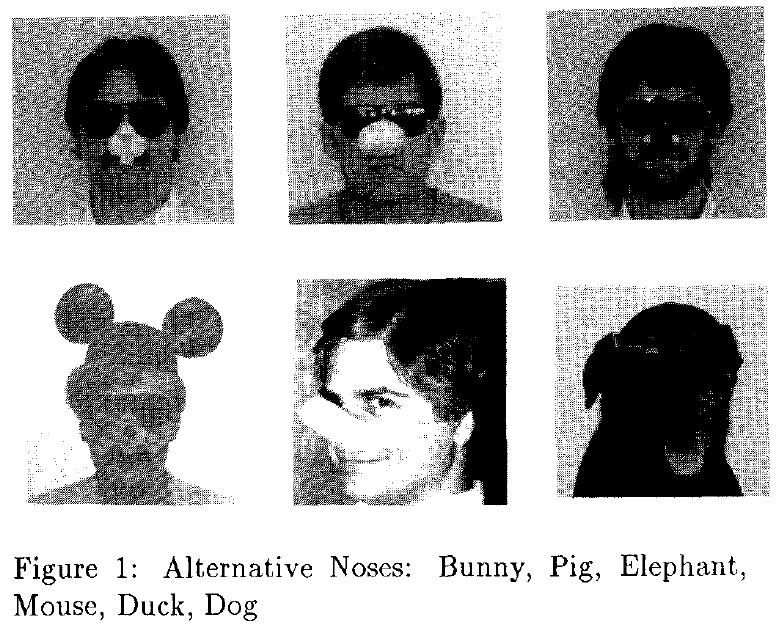 Figure 1: Alternative Noses: Bunny, Pig, Elephant,
Mouse, Duck, Dog